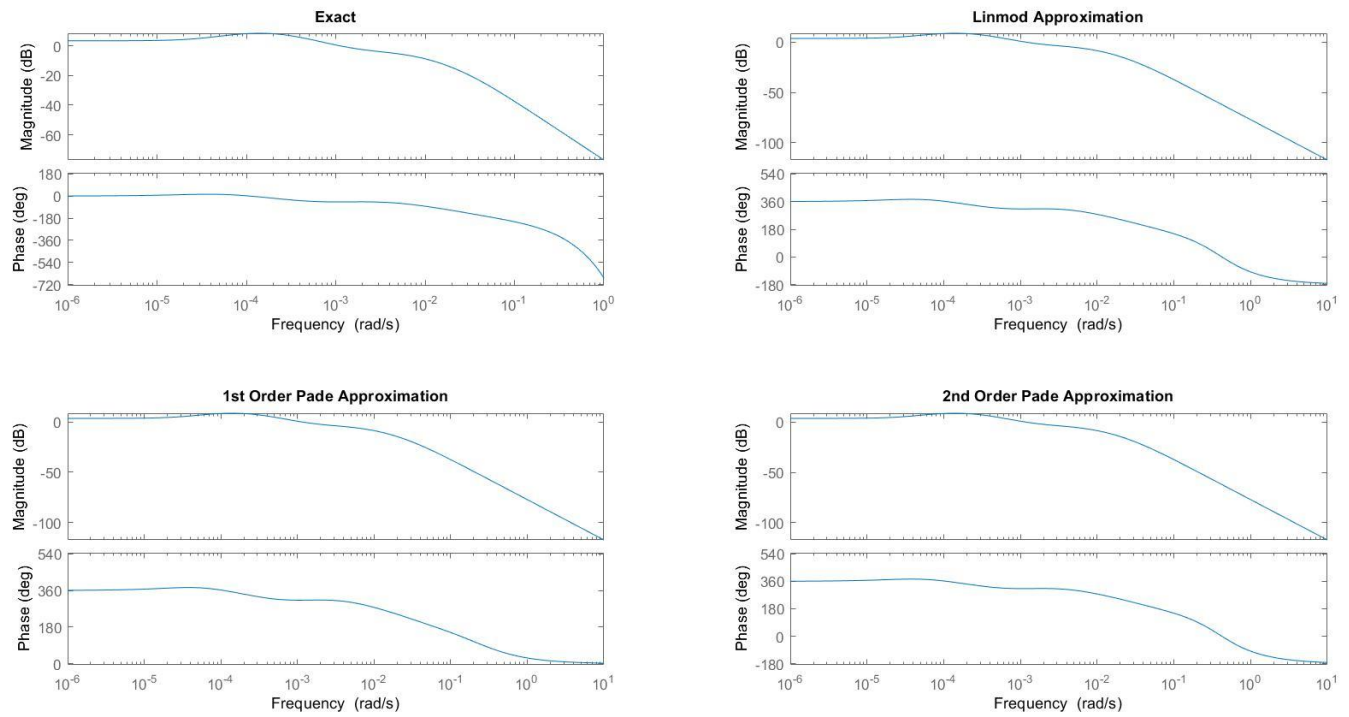 Exact
Magnitude (dB)
0
-20
-40
-60
Phase (deg)
180
0
-180
-360
-540
-720
10^-6 10^-5 10^-4 10^-3 10^-2 10^-1 10^0
Frequency (rad/s)
Linmod Approximation
Magnitude (dB)
0
-50
-100
Phase (deg)
540
360
180
0
-180
10^-6 10^-5 10^-4 10^-3 10^-2 10^-1 10^0 10^1
Frequency (rad/s)
1st Order Pade Approximation
Magnitude (dB)
0
-50
-100
Phase (deg)
540
360
180
0
10^-6 10^-5 10^-4 10^-3 10^-2 10^-1 10^0 10^1
Frequency (rad/s)
2nd Order Pade Approximation
Magnitude (dB)
0
-50
-100
Phase (deg)
540
360
180
0
-180
10^-6 10^-5 10^-4 10^-3 10^-2 10^-1 10^0 10^1
Frequency (rad/s)